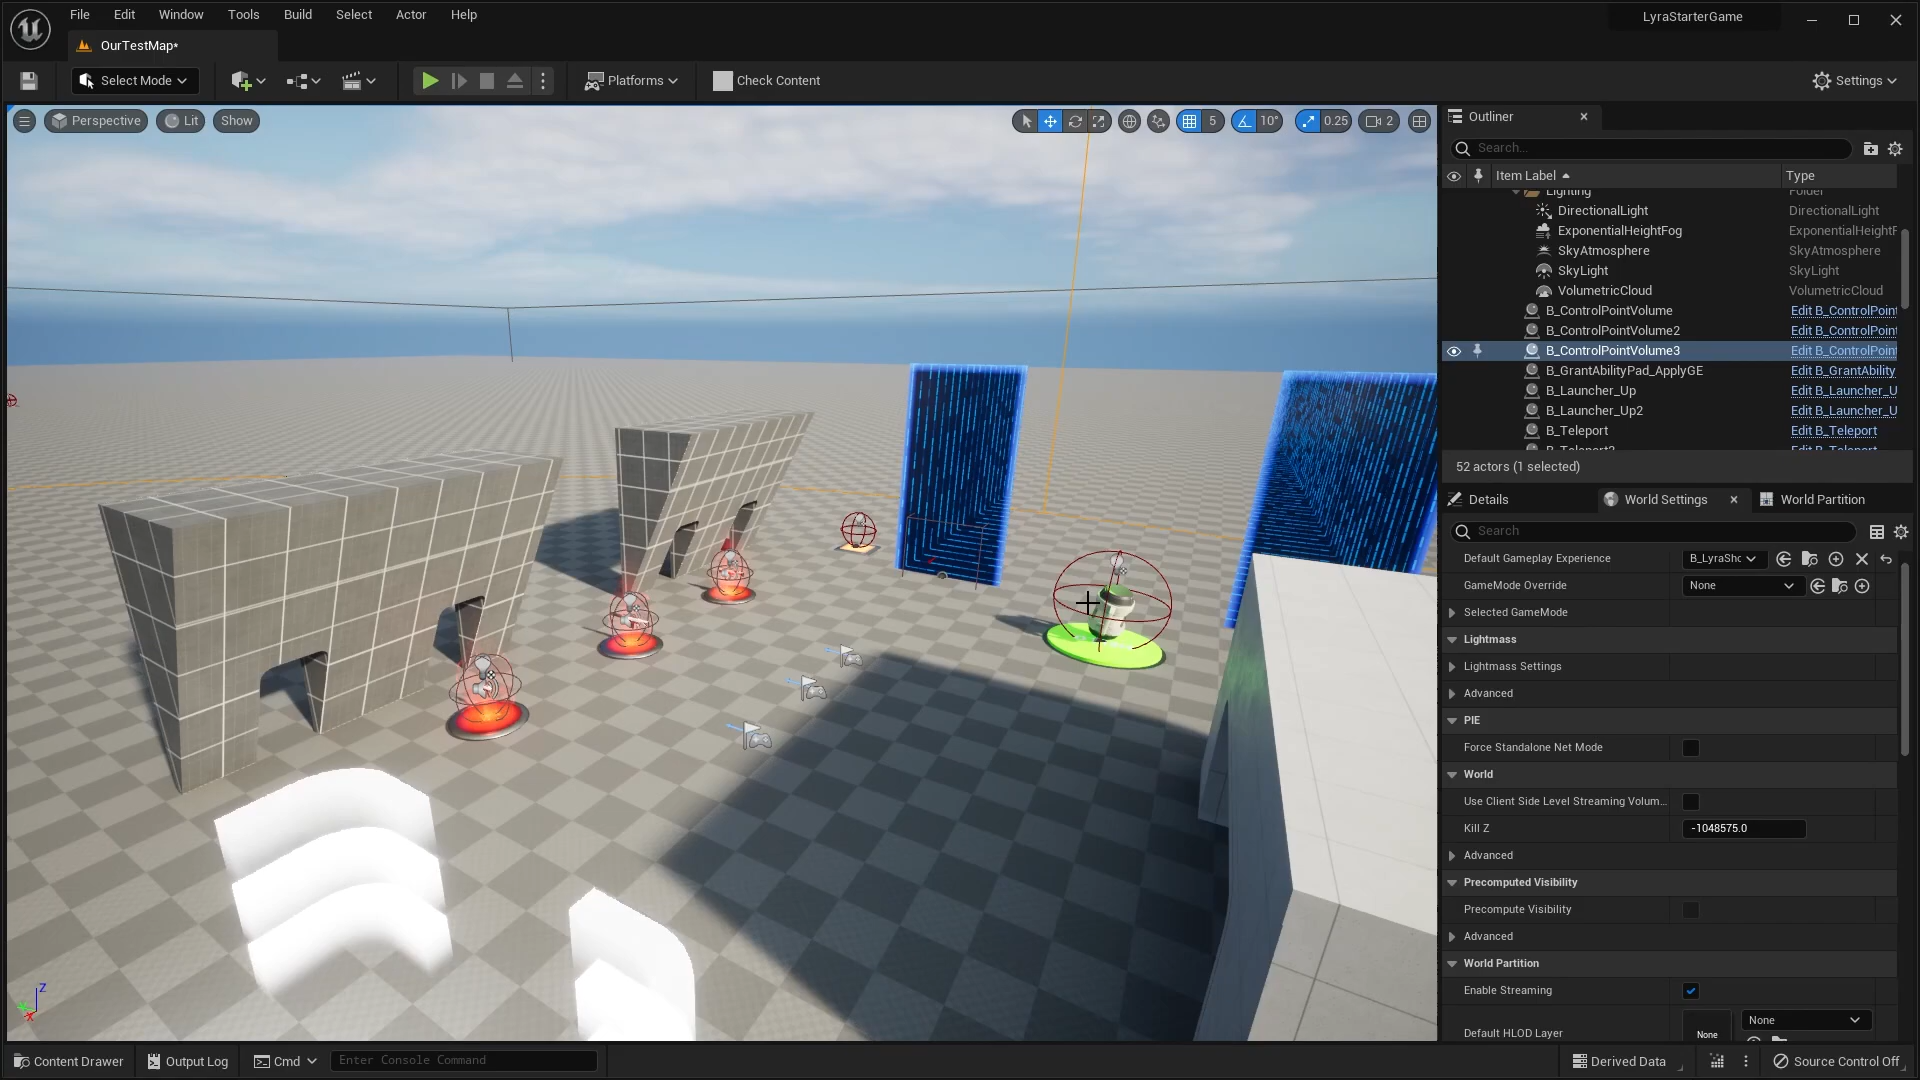 File Edit Window Tools Build Select Actor Help
LyraStarterGame
OurTestMap*
Select Mode
Platforms
Check Content
Settings
Perspective Lit Show
5 10° 0.25 2
Outliner
Search...
Item Label Type
Lighting Folder
DirectionalLight DirectionalLight
ExponentialHeightFog ExponentialHeightF
SkyAtmosphere SkyAtmosphere
SkyLight SkyLight
VolumetricCloud VolumetricCloud
B_ControlPointVolume Edit B_ControlPoint
B_ControlPointVolume2 Edit B_ControlPoint
B_ControlPointVolume3 Edit B_ControlPoint
B_GrantAbilityPad_ApplyGE Edit B_GrantAbility
B_Launcher_Up Edit B_Launcher_U
B_Launcher_Up2 Edit B_Launcher_U
B_Teleport Edit B_Teleport
52 actors (1 selected)
Details World Settings World Partition
Search
Default Gameplay Experience B_LyraShc
GameMode Override None
Selected GameMode
Lightmass
Lightmass Settings
Advanced
PIE
Force Standalone Net Mode
World
Use Client Side Level Streaming Volum...
Kill Z -1048575.0
Advanced
Precomputed Visibility
Precompute Visibility
Advanced
World Partition
Enable Streaming
None
Default HLOD Layer None
Z
Content Drawer Output Log Cmd Enter Console Command
Derived Data Source Control Off